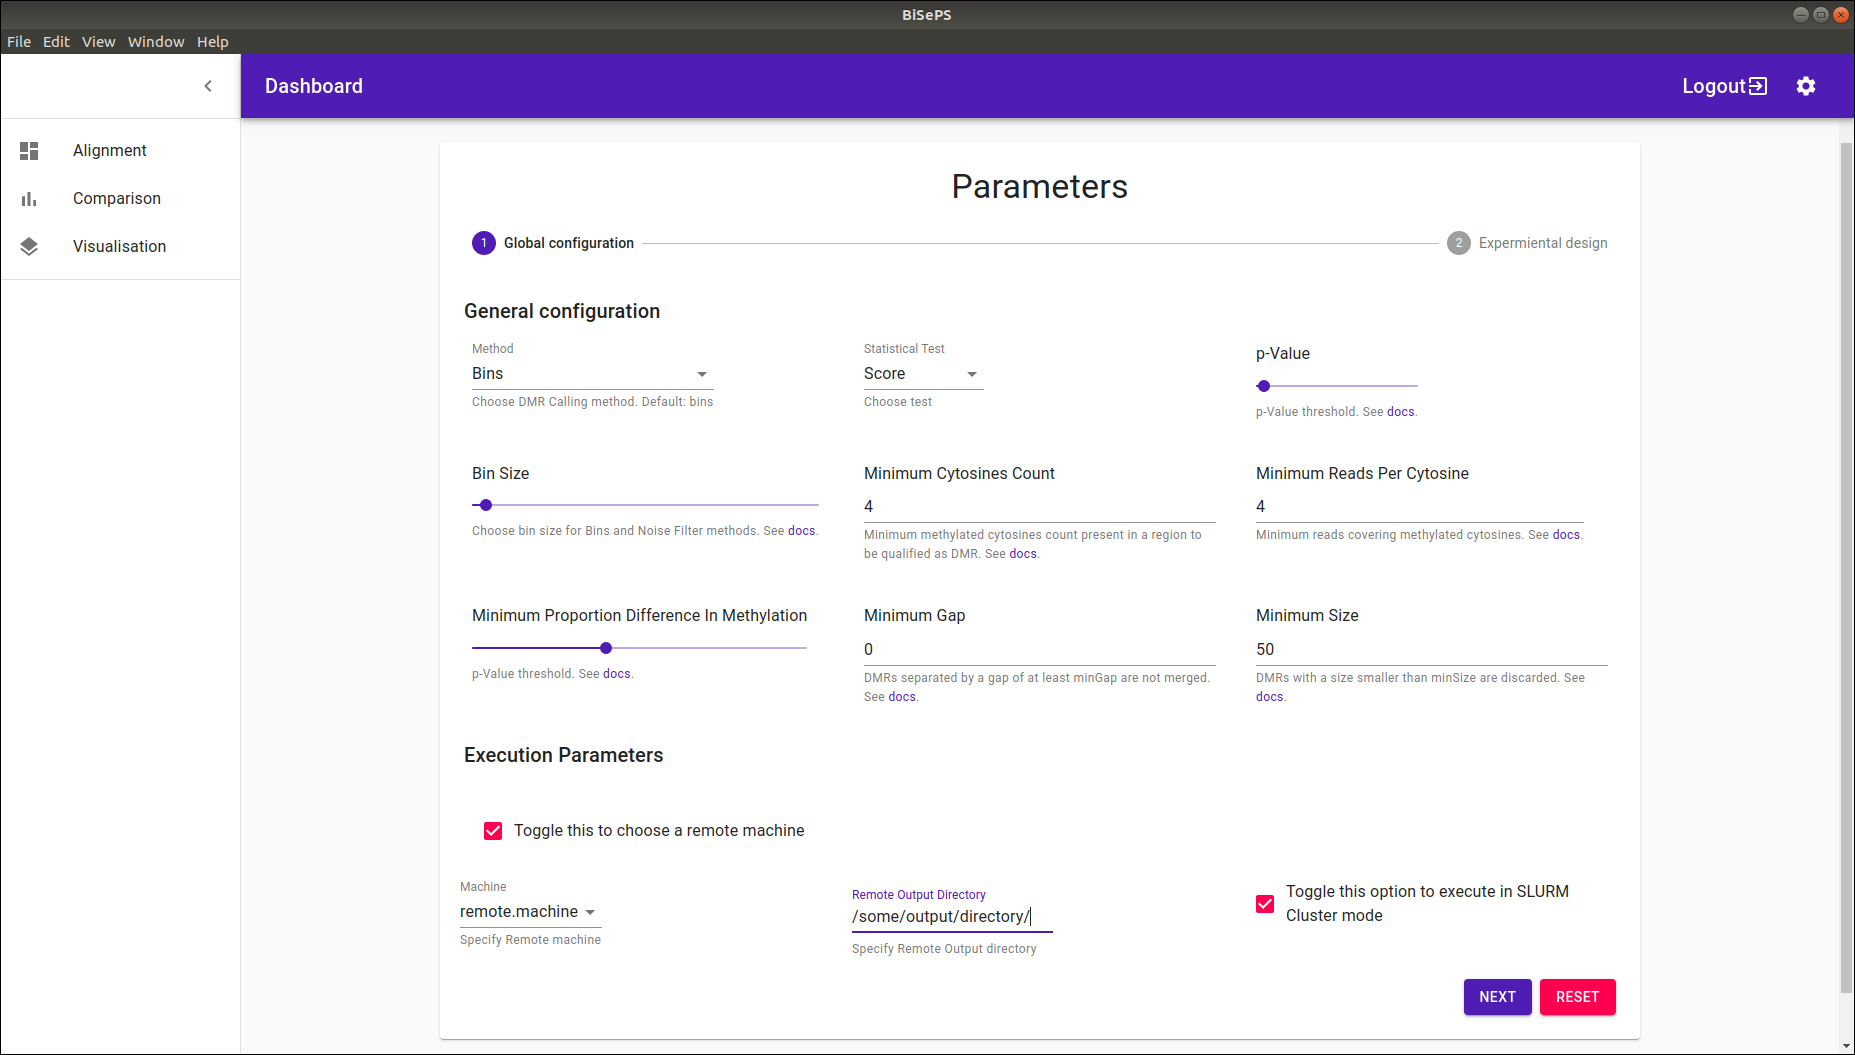 BiSePS
File Edit View Window Help
Dashboard
Logout
Alignment
Comparison
Visualisation
Parameters
1 Global configuration
2 Expermiental design
General configuration
Method
Bins
Choose DMR Calling method. Default: bins
Statistical Test
Score
Choose test
p-Value
p-Value threshold. See docs.
Bin Size
Choose bin size for Bins and Noise Filter methods. See docs.
Minimum Cytosines Count
4
Minimum methylated cytosines count present in a region to
be qualified as DMR. See docs.
Minimum Reads Per Cytosine
4
Minimum reads covering methylated cytosines. See docs.
Minimum Proportion Difference In Methylation
p-Value threshold. See docs.
Minimum Gap
0
DMRs separated by a gap of at least minGap are not merged.
See docs.
Minimum Size
50
DMRs with a size smaller than minSize are discarded. See
docs.
Execution Parameters
Toggle this to choose a remote machine
Machine
remote.machine
Specify Remote machine
Remote Output Directory
/some/output/directory/
Specify Remote Output directory
Toggle this option to execute in SLURM
Cluster mode
NEXT
RESET